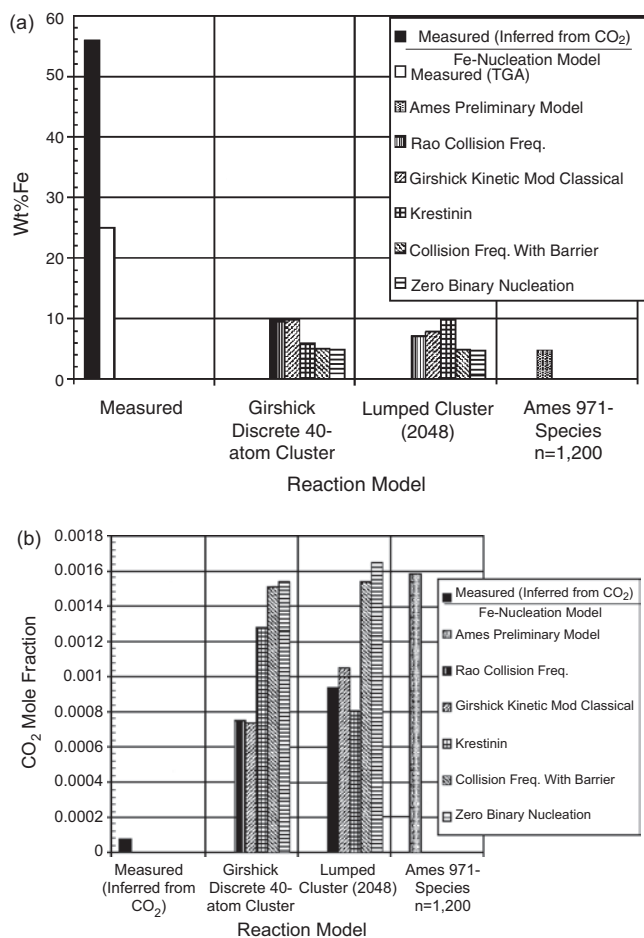 (a)
60
50
40
30
20
10
0
Wt%Fe
Measured (Inferred from CO₂)
Fe-Nucleation Model
Measured (TGA)
Ames Preliminary Model
Rao Collision Freq.
Girshick Kinetic Mod Classical
Krestinin
Collision Freq. With Barrier
Zero Binary Nucleation
Measured
Girshick
Discrete 40-
atom Cluster
Lumped Cluster
(2048)
Ames 971-
Species
n=1,200
Reaction Model
(b)
0.0018
0.0016
0.0014
0.0012
0.001
0.0008
0.0006
0.0004
0.0002
0
CO₂ Mole Fraction
Measured (Inferred from CO₂)
Fe-Nucleation Model
Ames Preliminary Model
Rao Collision Freq.
Girshick Kinetic Mod Classical
Krestinin
Collision Freq. With Barrier
Zero Binary Nucleation
Measured
(Inferred from
CO₂)
Girshick
Discrete 40-
atom Cluster
Lumped
Cluster (2048)
Ames 971-
Species
n=1,200
Reaction Model